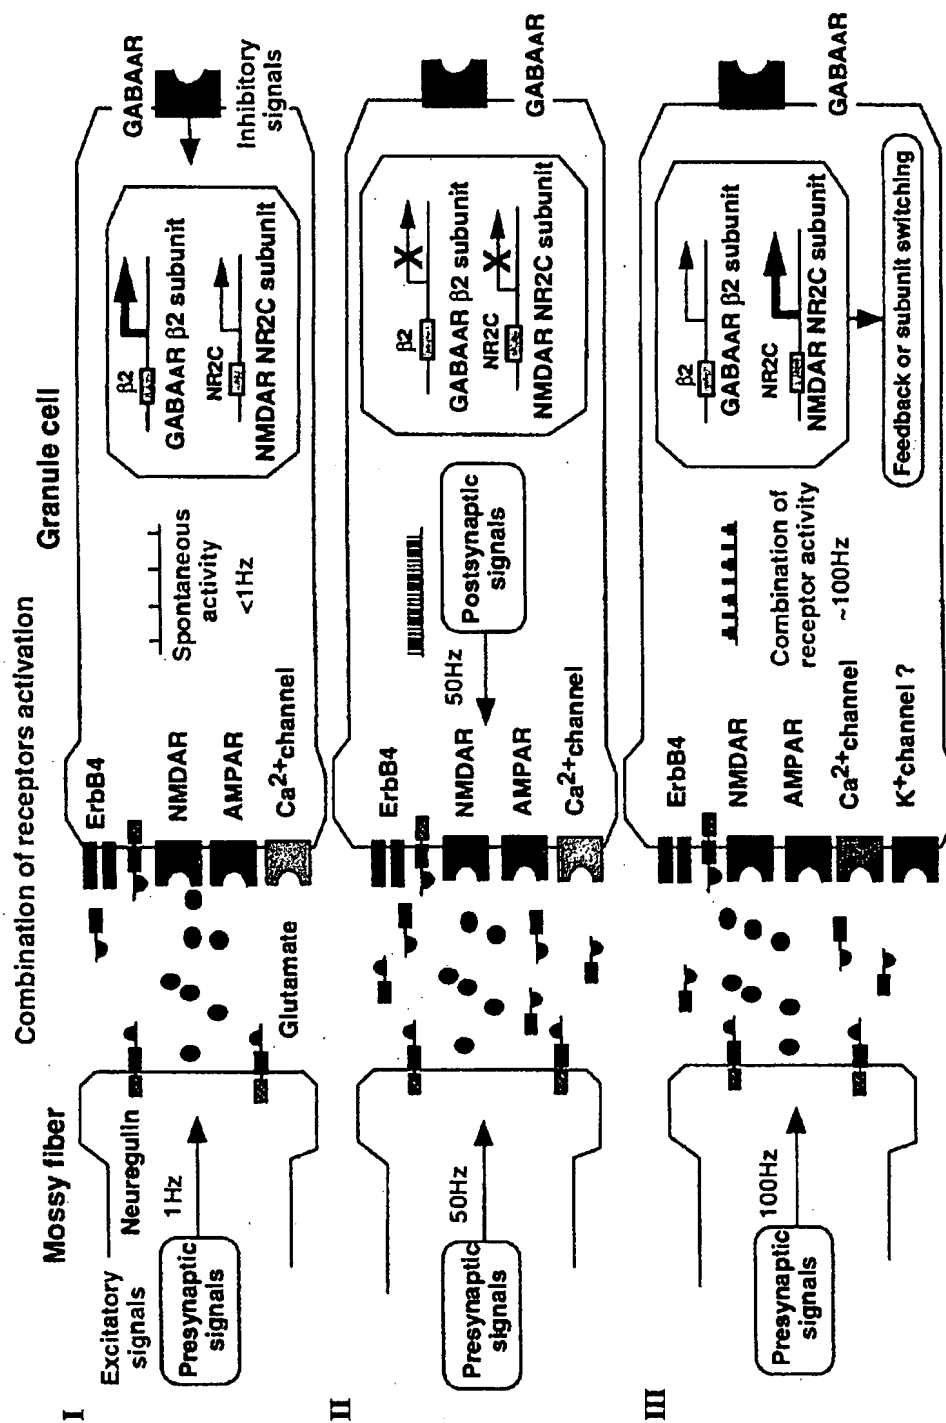 Combination of receptors activation
Mossy fiber
Granule cell
I
Excitatory
signals
Neuregulin
Presynaptic
signals
1Hz
Glutamate
ErbB4
NMDAR
AMPAR
Ca2+channel
Spontaneous
activity
<1Hz
β2
GABAAR β2 subunit
NR2C
NMDAR NR2C subunit
GABAAR
Inhibitory
signals
II
Presynaptic
signals
50Hz
ErbB4
NMDAR
AMPAR
Ca2+channel
50Hz
Postsynaptic
signals
β2
GABAAR β2 subunit
NR2C
NMDAR NR2C subunit
GABAAR
III
Presynaptic
signals
100Hz
ErbB4
NMDAR
AMPAR
Ca2+channel
K+channel ?
Combination of
receptor activity
~100Hz
β2
GABAAR β2 subunit
NR2C
NMDAR NR2C subunit
Feedback or subunit switching
GABAAR